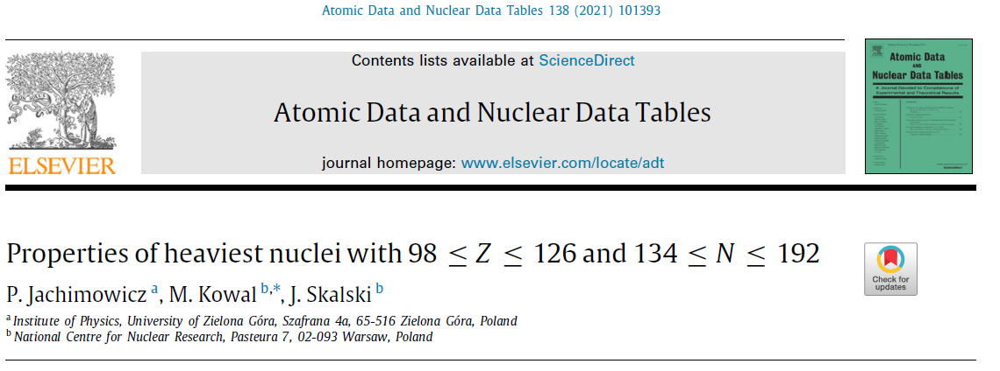 Atomic Data and Nuclear Data Tables 138 (2021) 101393
Contents lists available at ScienceDirect
Atomic Data and Nuclear Data Tables
journal homepage: www.elsevier.com/locate/adt
ELSEVIER
Atomic Data
AND
Nuclear Data Tables
A Journal Devoted to Compilations of
Experimental and Theoretical Results
Properties of heaviest nuclei with 98 ≤ Z ≤ 126 and 134 ≤ N ≤ 192
Check for
updates
P. Jachimowicz a, M. Kowal b,*, J. Skalski b
a Institute of Physics, University of Zielona Góra, Szafrana 4a, 65-516 Zielona Góra, Poland
b National Centre for Nuclear Research, Pasteura 7, 02-093 Warsaw, Poland